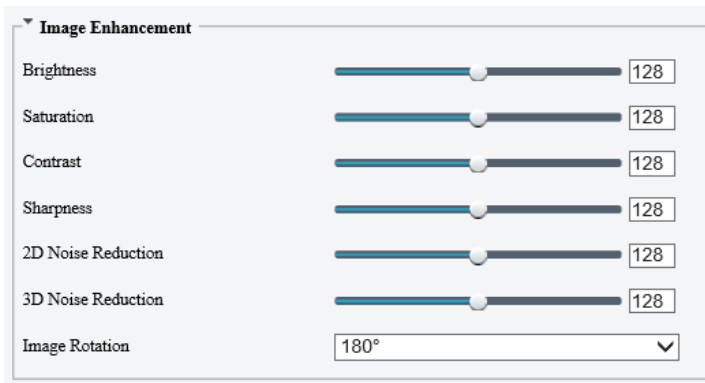 Image Enhancement
Brightness 128
Saturation 128
Contrast 128
Sharpness 128
2D Noise Reduction 128
3D Noise Reduction 128
Image Rotation 180°